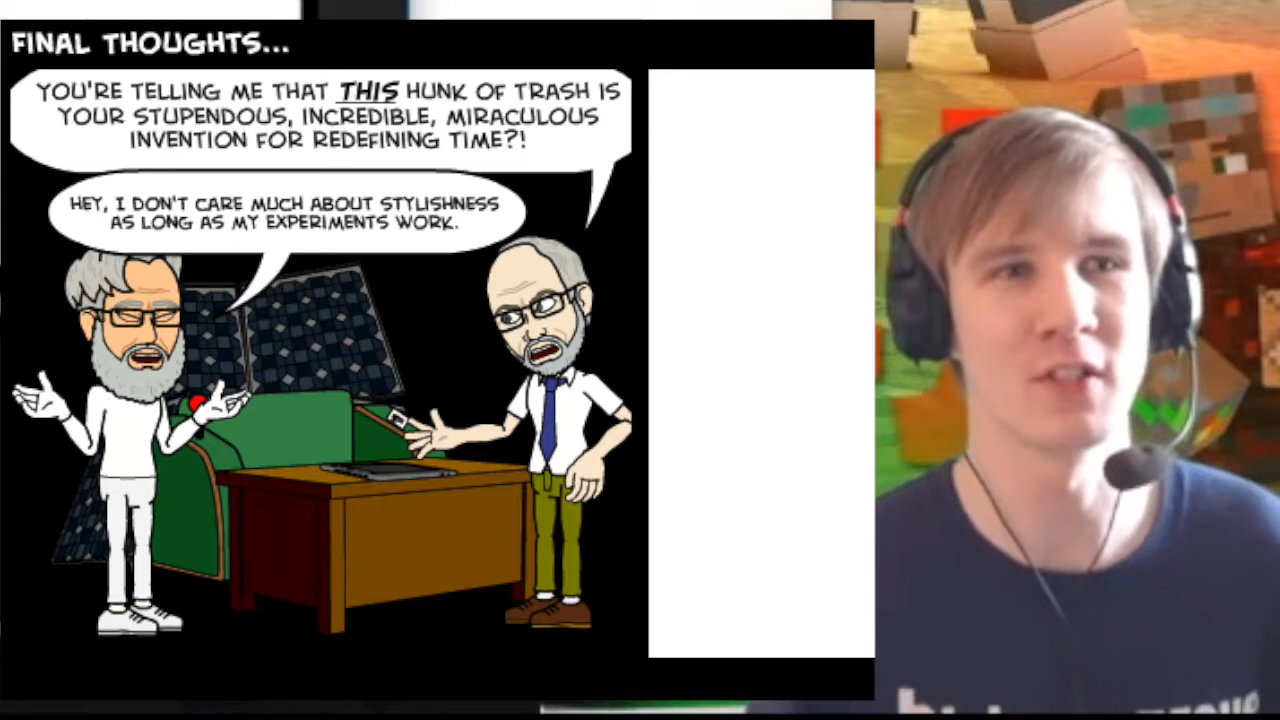 FINAL THOUGHTS...
YOU'RE TELLING ME THAT THIS HUNK OF TRASH IS
YOUR STUPENDOUS, INCREDIBLE, MIRACULOUS
INVENTION FOR REDEFINING TIME?!
HEY, I DON'T CARE MUCH ABOUT STYLISHNESS
AS LONG AS MY EXPERIMENTS WORK.